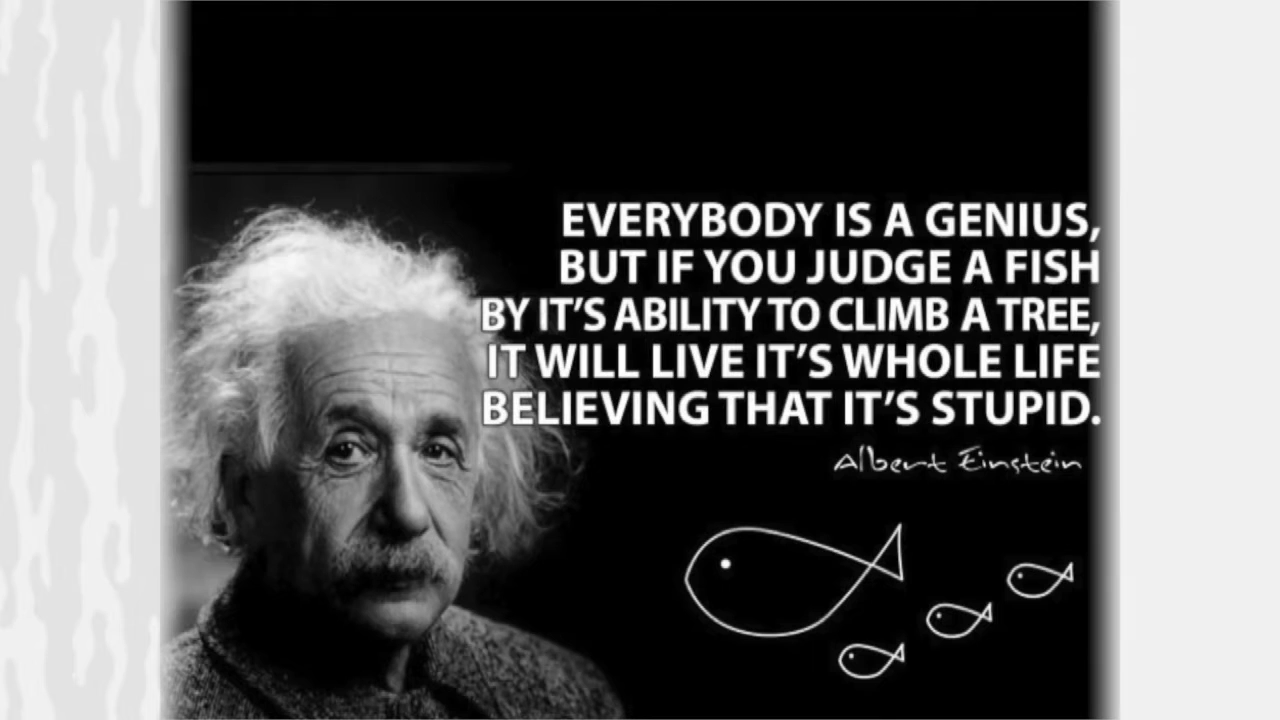 EVERYBODY IS A GENIUS,
BUT IF YOU JUDGE A FISH
BY IT'S ABILITY TO CLIMB A TREE,
IT WILL LIVE IT'S WHOLE LIFE
BELIEVING THAT IT'S STUPID.
Albert Einstein